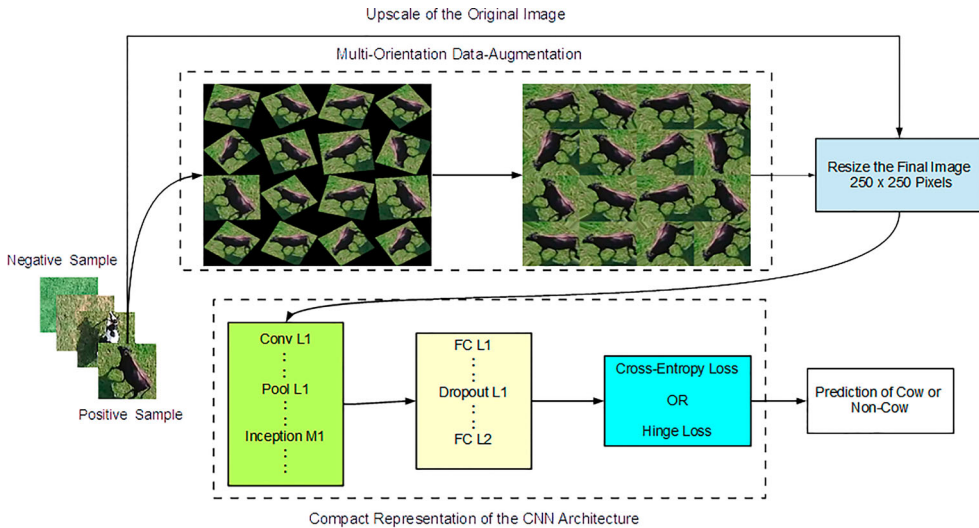 Upscale of the Original Image
Multi-Orientation Data-Augmentation
Resize the Final Image
250 x 250 Pixels
Negative Sample
Positive Sample
Conv L1
Pool L1
Inception M1
FC L1
Dropout L1
FC L2
Cross-Entropy Loss
OR
Hinge Loss
Prediction of Cow or
Non-Cow
Compact Representation of the CNN Architecture